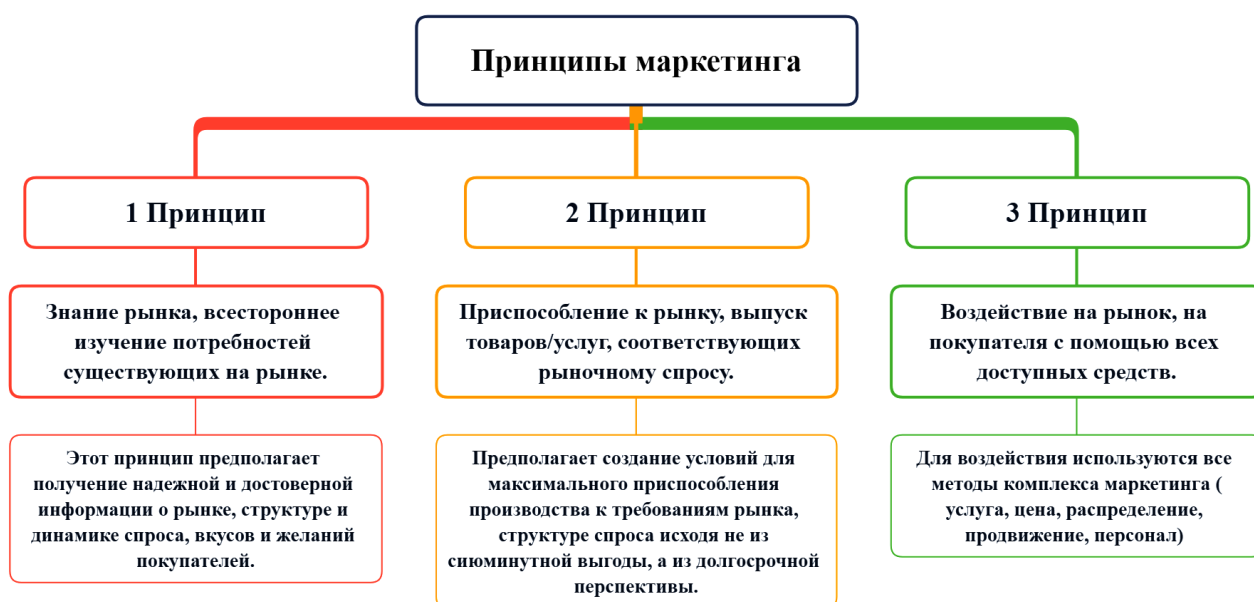 Принципы маркетинга
1 Принцип
2 Принцип
3 Принцип
Знание рынка, всестороннее
изучение потребностей
существующих на рынке.
Приспособление к рынку, выпуск
товаров/услуг, соответствующих
рыночному спросу.
Воздействие на рынок, на
покупателя с помощью всех
доступных средств.
Этот принцип предполагает
получение надежной и достоверной
информации о рынке, структуре и
динамике спроса, вкусов и желаний
покупателей.
Предполагает создание условий для
максимального приспособления
производства к требованиям рынка,
структуре спроса исходя не из
сиюминутной выгоды, а из долгосрочной
перспективы.
Для воздействия используются все
методы комплекса маркетинга (
услуга, цена, распределение,
продвижение, персонал)